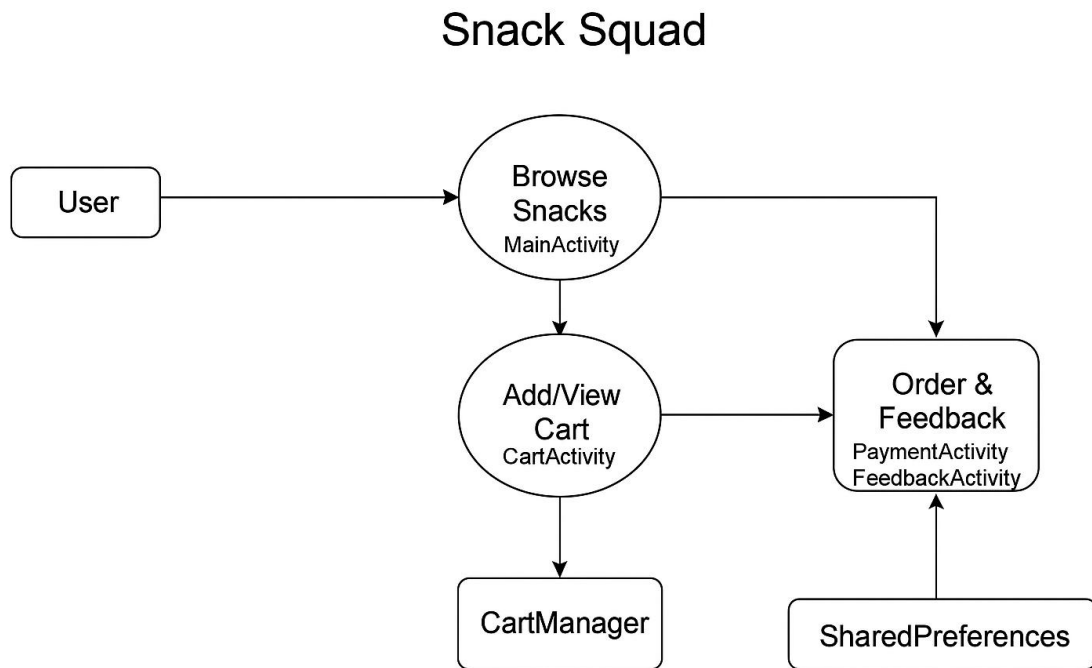 Snack Squad
User
Browse
Snacks
MainActivity
Add/View
Cart
CartActivity
Order &
Feedback
PaymentActivity
FeedbackActivity
CartManager
SharedPreferences